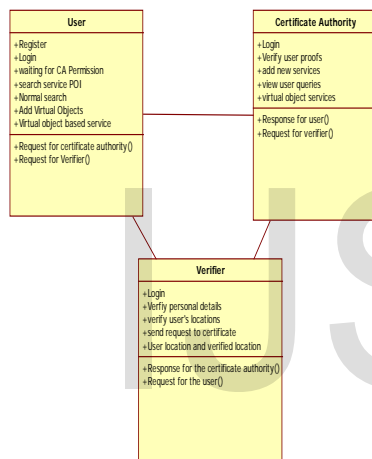 User
+Register
+Login
+waiting for CA Permission
+search service POI
+Normal search
+Add Virtual Objects
+Virtual object based service
+Request for certificate authority()
+Request for Verifier()
Certificate Authority
+Login
+Verify user proofs
+add new services
+view user queries
+virtual object services
+Response for user()
+Request for verifier()
Verifier
+Login
+Verfiy personal details
+verify user's locations
+send request to certificate
+User location and verified location
+Response for the certificate authority()
+Request for the user()
IJS